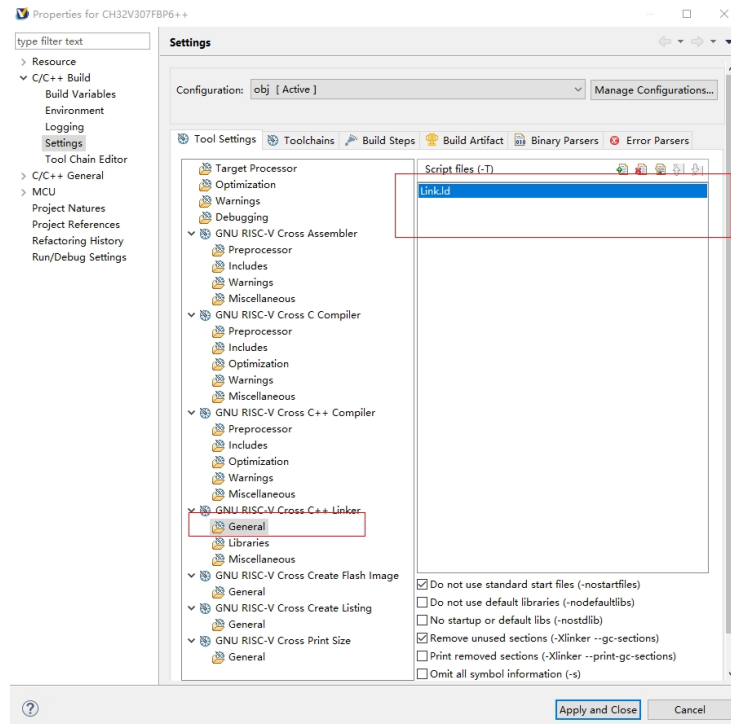 Properties for CH32V307FBP6++
type filter text
Resource
C/C++ Build
Build Variables
Environment
Logging
Settings
Tool Chain Editor
C/C++ General
MCU
Project Natures
Project References
Refactoring History
Run/Debug Settings
Settings
Configuration: obj [ Active ] Manage Configurations...
Tool Settings Toolchains Build Steps Build Artifact Binary Parsers Error Parsers
Target Processor
Optimization
Warnings
Debugging
GNU RISC-V Cross Assembler
Preprocessor
Includes
Warnings
Miscellaneous
GNU RISC-V Cross C Compiler
Preprocessor
Includes
Optimization
Warnings
Miscellaneous
GNU RISC-V Cross C++ Compiler
Preprocessor
Includes
Optimization
Warnings
Miscellaneous
GNU RISC-V Cross C++ Linker
General
Libraries
Miscellaneous
GNU RISC-V Cross Create Flash Image
General
GNU RISC-V Cross Create Listing
General
GNU RISC-V Cross Print Size
General
Script files (-T)
Link.ld
Do not use standard start files (-nostartfiles)
Do not use default libraries (-nodefaultlibs)
No startup or default libs (-nostdlib)
Remove unused sections (-Xlinker --gc-sections)
Print removed sections (-Xlinker --print-gc-sections)
Omit all symbol information (-s)
Apply and Close Cancel